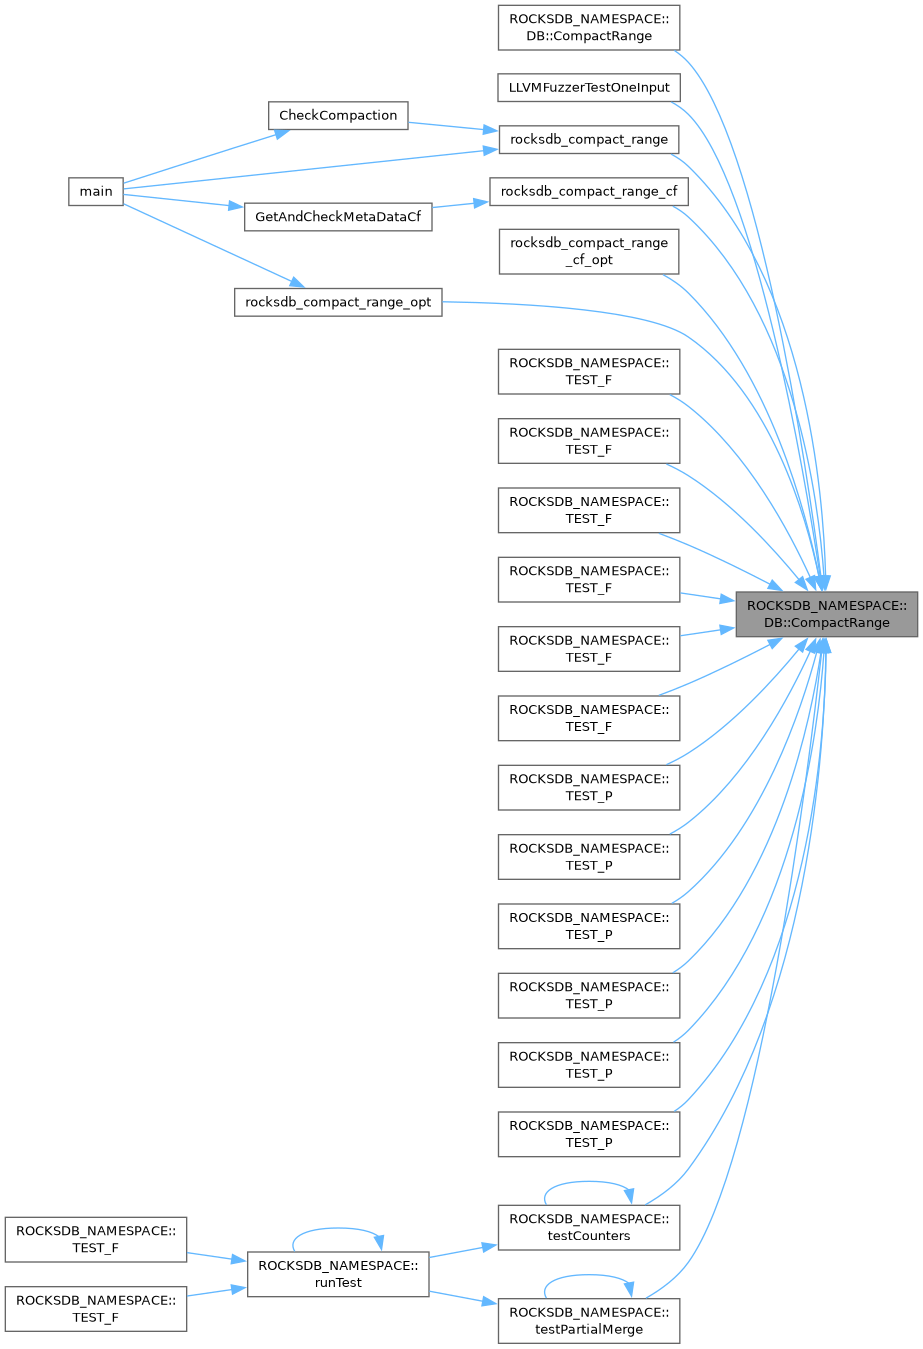 ROCKSDB_NAMESPACE::
DB::CompactRange
LLVMFuzzerTestOneInput
CheckCompaction
rocksdb_compact_range
main
rocksdb_compact_range_cf
GetAndCheckMetaDataCf
rocksdb_compact_range
_cf_opt
rocksdb_compact_range_opt
ROCKSDB_NAMESPACE::
TEST_F
ROCKSDB_NAMESPACE::
TEST_F
ROCKSDB_NAMESPACE::
TEST_F
ROCKSDB_NAMESPACE::
TEST_F
ROCKSDB_NAMESPACE::
DB::CompactRange
ROCKSDB_NAMESPACE::
TEST_F
ROCKSDB_NAMESPACE::
TEST_F
ROCKSDB_NAMESPACE::
TEST_P
ROCKSDB_NAMESPACE::
TEST_P
ROCKSDB_NAMESPACE::
TEST_P
ROCKSDB_NAMESPACE::
TEST_P
ROCKSDB_NAMESPACE::
TEST_P
ROCKSDB_NAMESPACE::
TEST_P
ROCKSDB_NAMESPACE::
testCounters
ROCKSDB_NAMESPACE::
TEST_F
ROCKSDB_NAMESPACE::
runTest
ROCKSDB_NAMESPACE::
TEST_F
ROCKSDB_NAMESPACE::
testPartialMerge